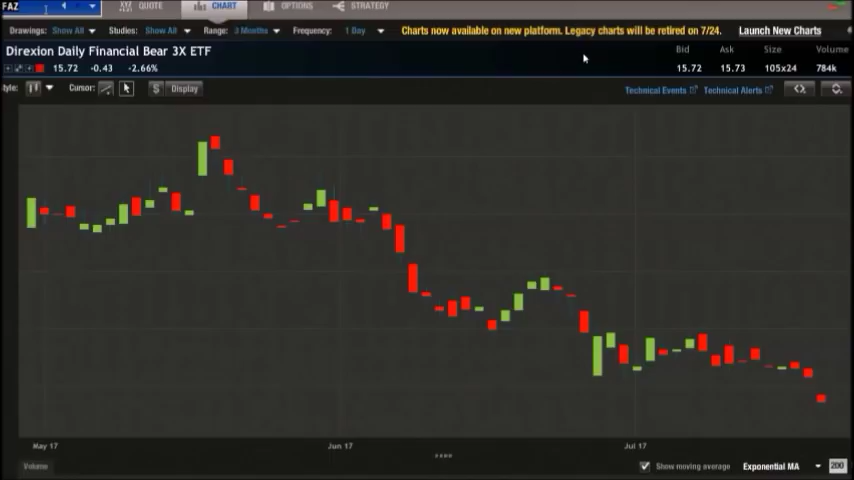 FAZ QUOTE CHART OPTIONS STRATEGY
Drawings: Show All Studies: Show All Range: 3 Months Frequency: 1 Day Charts now available on new platform. Legacy charts will be retired on 7/24. Launch New Charts
Direxion Daily Financial Bear 3X ETF Bid Ask Size Volume
15.72 -0.43 -2.66% 15.72 15.73 105x24 784k
tyle: Cursor: $ Display Technical Events Technical Alerts
May 17 Jun 17 Jul 17
Volume Show moving average Exponential MA 200